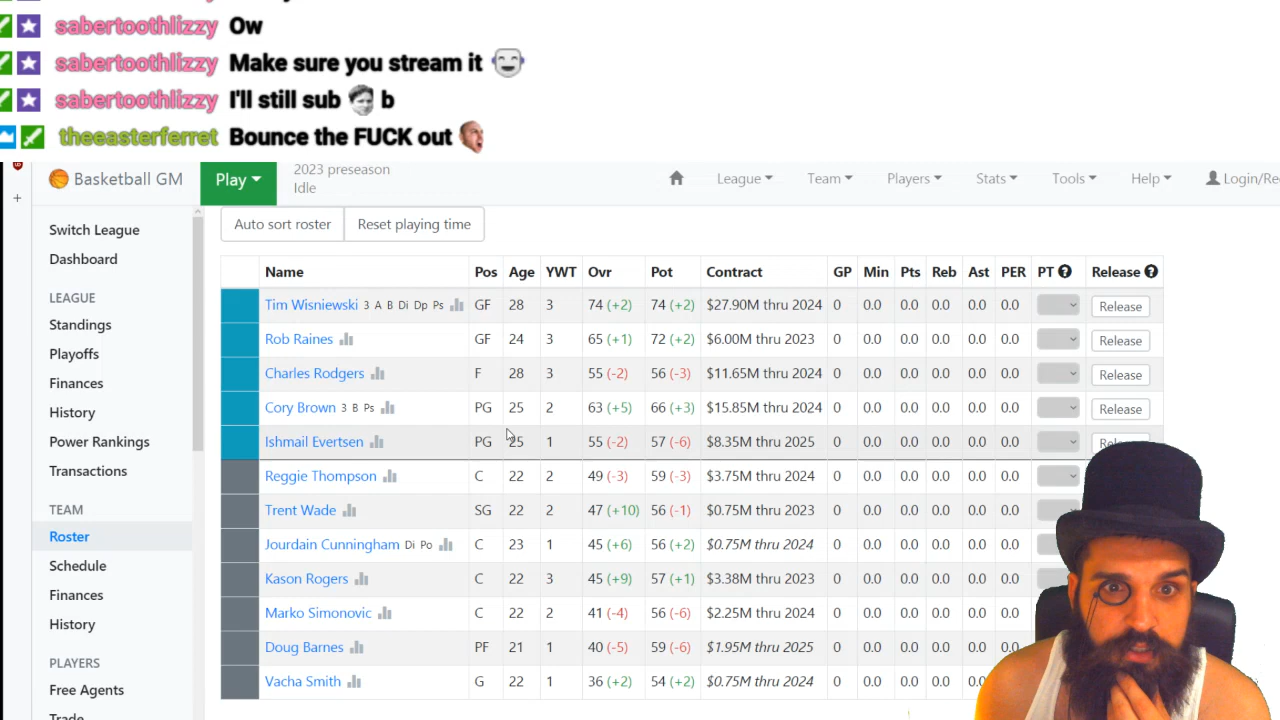 sabertoothlizzy Ow
sabertoothlizzy Make sure you stream it
sabertoothlizzy I'll still sub b
theeasterferret Bounce the FUCK out
Basketball GM Play 2023 preseason League Team Players Stats Tools Help Login/Re
Idle
Auto sort roster Reset playing time
Switch League
Dashboard
LEAGUE
Standings
Playoffs
Finances
History
Power Rankings
Transactions
TEAM
Roster
Schedule
Finances
History
PLAYERS
Free Agents
Trade
Name Pos Age YWT Ovr Pot Contract GP Min Pts Reb Ast PER PT ? Release ?
Tim Wisniewski 3 A B Di Dp Ps GF 28 3 74 (+2) 74 (+2) $27.90M thru 2024 0 0.0 0.0 0.0 0.0 0.0 Release
Rob Raines GF 24 3 65 (+1) 72 (+2) $6.00M thru 2023 0 0.0 0.0 0.0 0.0 0.0 Release
Charles Rodgers F 28 3 55 (-2) 56 (-3) $11.65M thru 2024 0 0.0 0.0 0.0 0.0 0.0 Release
Cory Brown 3 B Ps PG 25 2 63 (+5) 66 (+3) $15.85M thru 2024 0 0.0 0.0 0.0 0.0 0.0 Release
Ishmail Evertsen PG 25 1 55 (-2) 57 (-6) $8.35M thru 2025 0 0.0 0.0 0.0 0.0 0.0 Release
Reggie Thompson C 22 2 49 (-3) 59 (-3) $3.75M thru 2024 0 0.0 0.0 0.0 0.0 0.0
Trent Wade SG 22 2 47 (+10) 56 (-1) $0.75M thru 2023 0 0.0 0.0 0.0 0.0 0.0
Jourdain Cunningham Di Po C 23 1 45 (+6) 56 (+2) $0.75M thru 2024 0 0.0 0.0 0.0 0.0 0.0
Kason Rogers C 22 3 45 (+9) 57 (+1) $3.38M thru 2023 0 0.0 0.0 0.0 0.0 0.0
Marko Simonovic C 22 2 41 (-4) 56 (-6) $2.25M thru 2024 0 0.0 0.0 0.0 0.0 0.0
Doug Barnes PF 21 1 40 (-5) 59 (-6) $1.95M thru 2025 0 0.0 0.0 0.0 0.0 0.0
Vacha Smith G 22 1 36 (+2) 54 (+2) $0.75M thru 2024 0 0.0 0.0 0.0 0.0